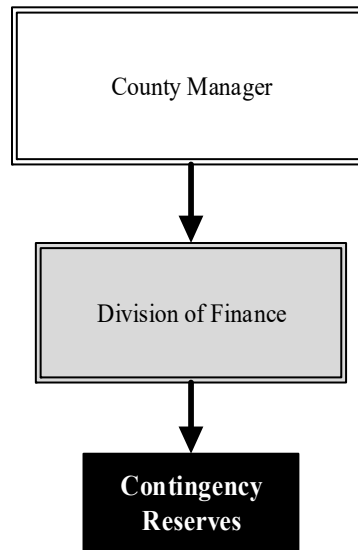 County Manager
Division of Finance
Contingency
Reserves